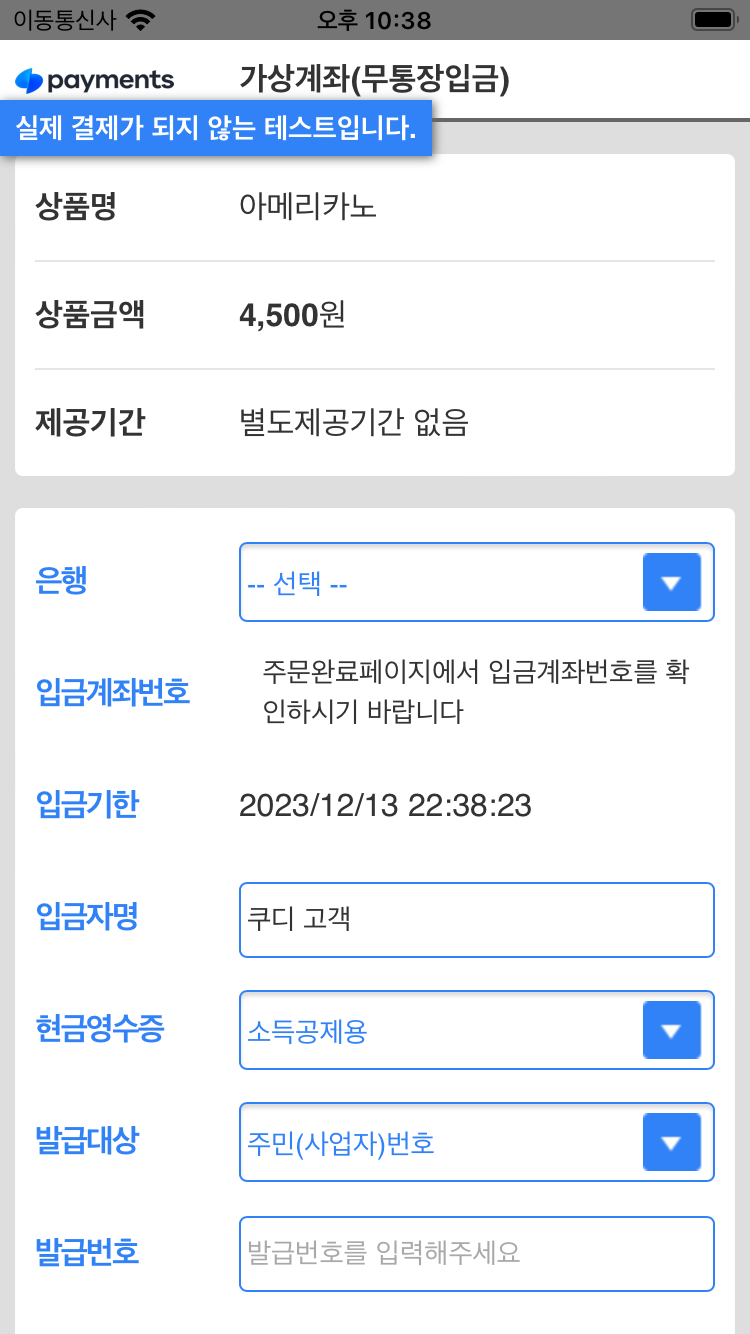 이동통신사
오후 10:38
payments
가상계좌(무통장입금)
실제 결제가 되지 않는 테스트입니다.
상품명 아메리카노
상품금액 4,500원
제공기간 별도제공기간 없음
은행 -- 선택 --
입금계좌번호 주문완료페이지에서 입금계좌번호를 확
인하시기 바랍니다
입금기한 2023/12/13 22:38:23
입금자명 쿠디 고객
현금영수증 소득공제용
발급대상 주민(사업자)번호
발급번호 발급번호를 입력해주세요